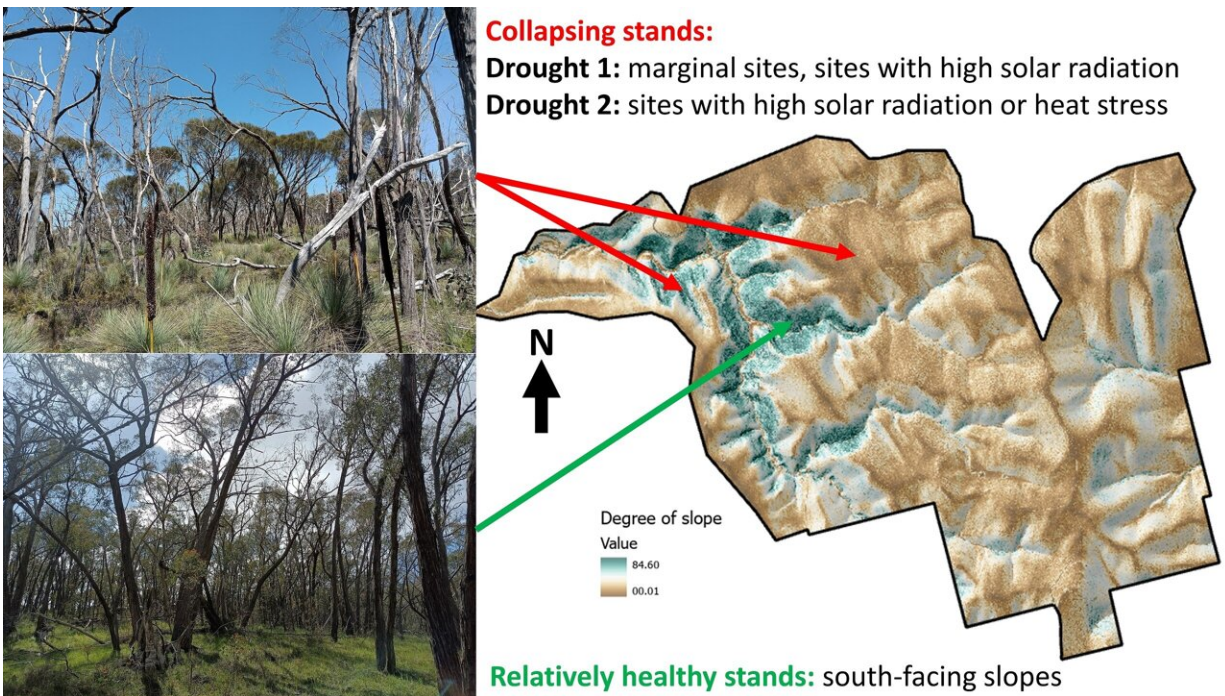 Collapsing stands:
Drought 1: marginal sites, sites with high solar radiation
Drought 2: sites with high solar radiation or heat stress
N
Degree of slope
Value
84.60
00.01
Relatively healthy stands: south-facing slopes